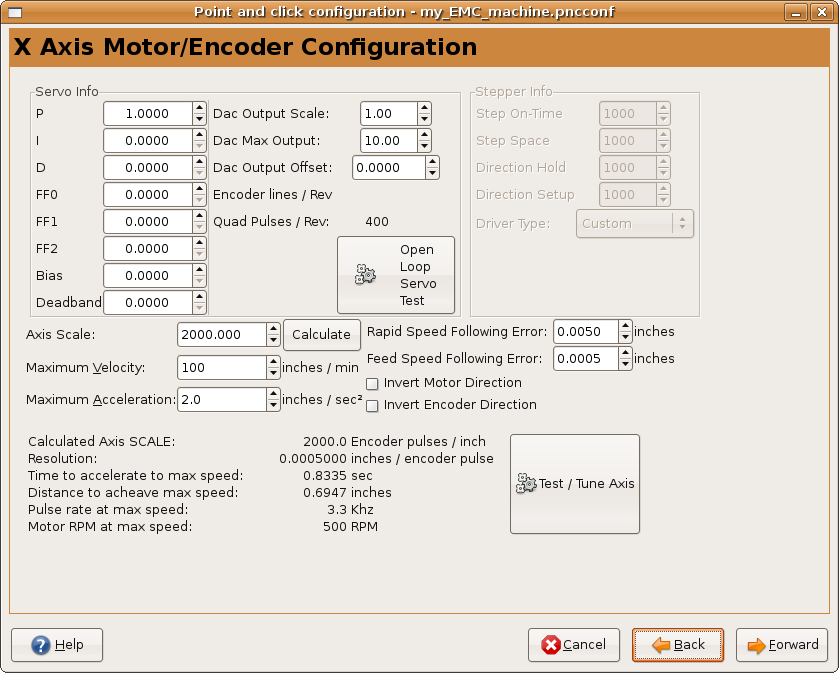 Point and click configuration - my_EMC_machine.pncconf
X Axis Motor/Encoder Configuration
Servo Info
P 1.0000 Dac Output Scale: 1.00
I 0.0000 Dac Max Output: 10.00
D 0.0000 Dac Output Offset: 0.0000
FF0 0.0000 Encoder lines / Rev
FF1 0.0000 Quad Pulses / Rev: 400
FF2 0.0000
Bias 0.0000
Deadband 0.0000
Open
Loop
Servo
Test
Stepper Info
Step On-Time 1000
Step Space 1000
Direction Hold 1000
Direction Setup 1000
Driver Type: Custom
Axis Scale: 2000.000 Calculate
Maximum Velocity: 100 inches / min
Maximum Acceleration: 2.0 inches / sec²
Rapid Speed Following Error: 0.0050 inches
Feed Speed Following Error: 0.0005 inches
Invert Motor Direction
Invert Encoder Direction
Calculated Axis SCALE: 2000.0 Encoder pulses / inch
Resolution: 0.0005000 inches / encoder pulse
Time to accelerate to max speed: 0.8335 sec
Distance to acheave max speed: 0.6947 inches
Pulse rate at max speed: 3.3 Khz
Motor RPM at max speed: 500 RPM
Test / Tune Axis
Help Cancel Back Forward